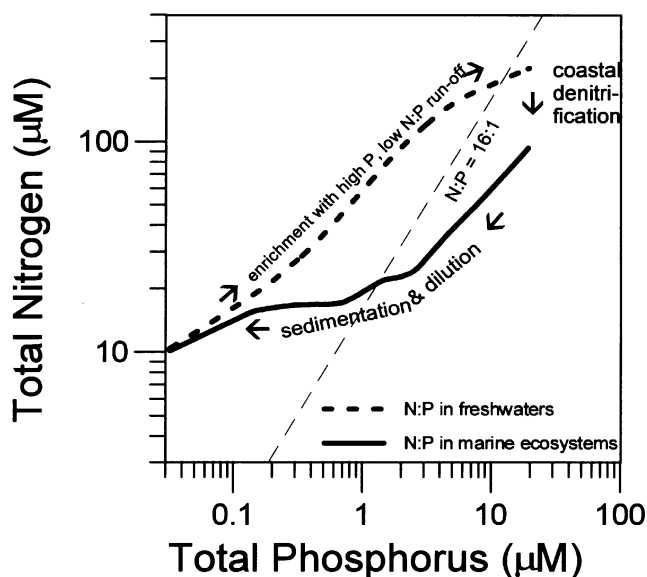 Total Nitrogen (μM)
100
10
enrichment with high P, low N:P run-off
coastal
denitri-
fication
N:P = 16:1
sedimentation & dilution
N:P in freshwaters
N:P in marine ecosystems
0.1
1
10
100
Total Phosphorus (μM)